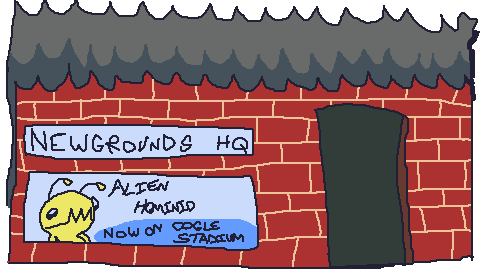 NEWGROUNDS HQ
ALIEN
HOMINID
NOW ON OOGLE
STADIUM